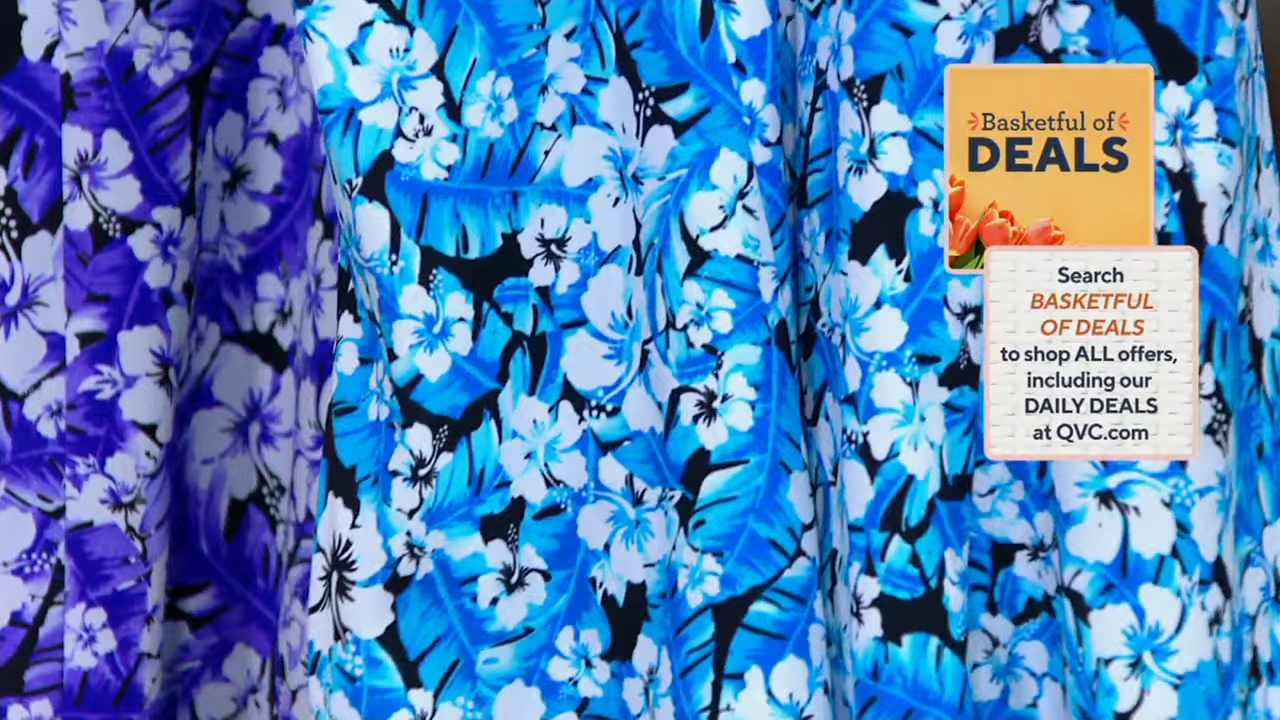 Basketful of
DEALS
Search
BASKETFUL
OF DEALS
to shop ALL offers,
including our
DAILY DEALS
at QVC.com